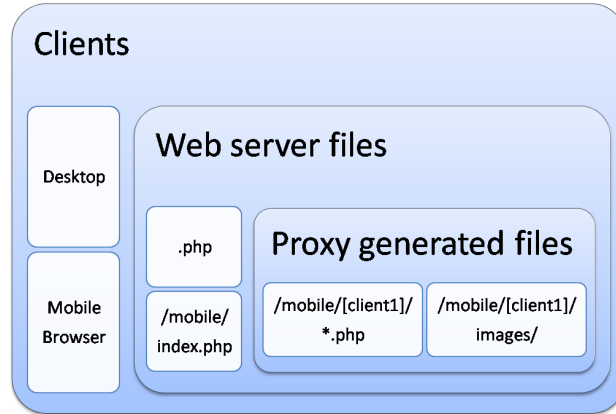 Clients
Desktop
Mobile
Browser
Web server files
.php
/mobile/
index.php
Proxy generated files
/mobile/[client1]/
*.php
/mobile/[client1]/
images/